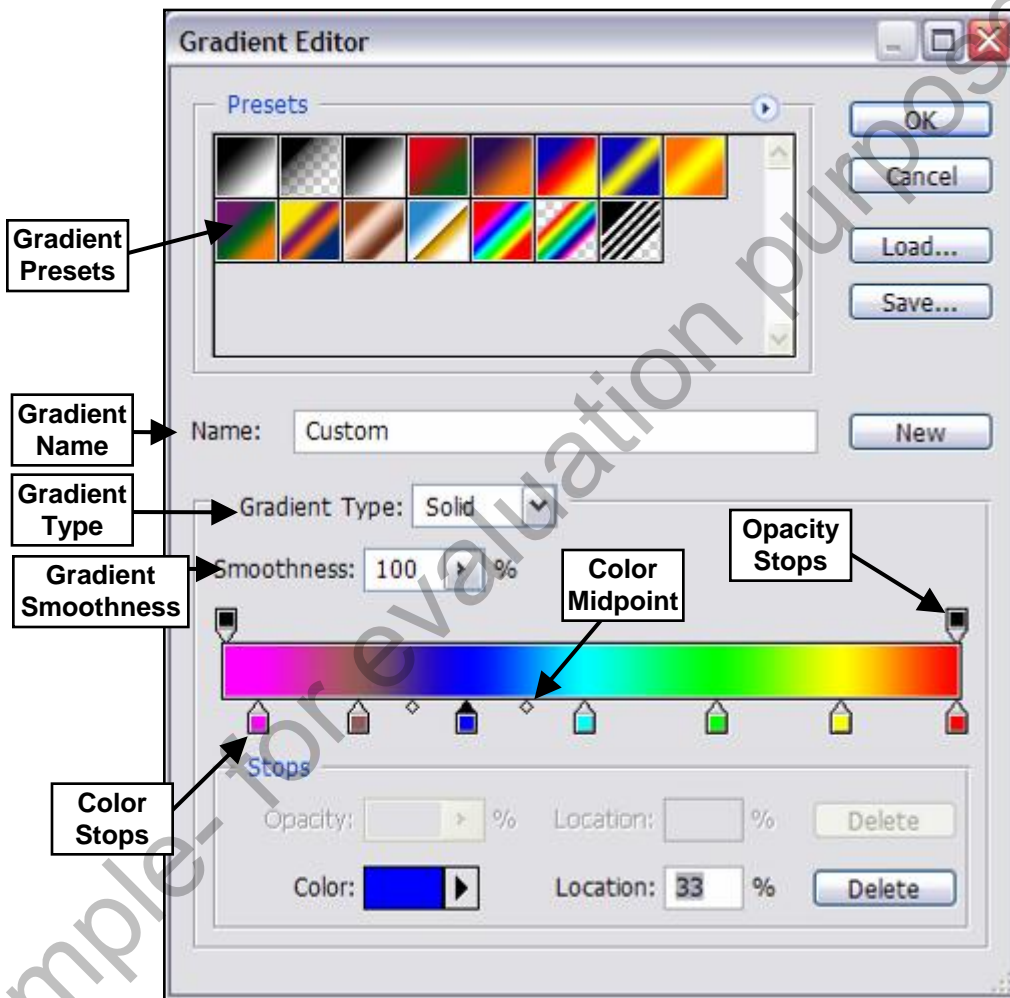 Gradient Editor
Presets
OK
Cancel
Load...
Save...
Gradient
Presets
Gradient
Name
Name: Custom
New
Gradient
Type
Gradient Type: Solid
Opacity
Stops
Gradient
Smoothness
Smoothness: 100 %
Color
Midpoint
Color
Stops
Stops
Opacity: % Location: % Delete
Color: Location: 33 % Delete
mple- for evaluation purpos